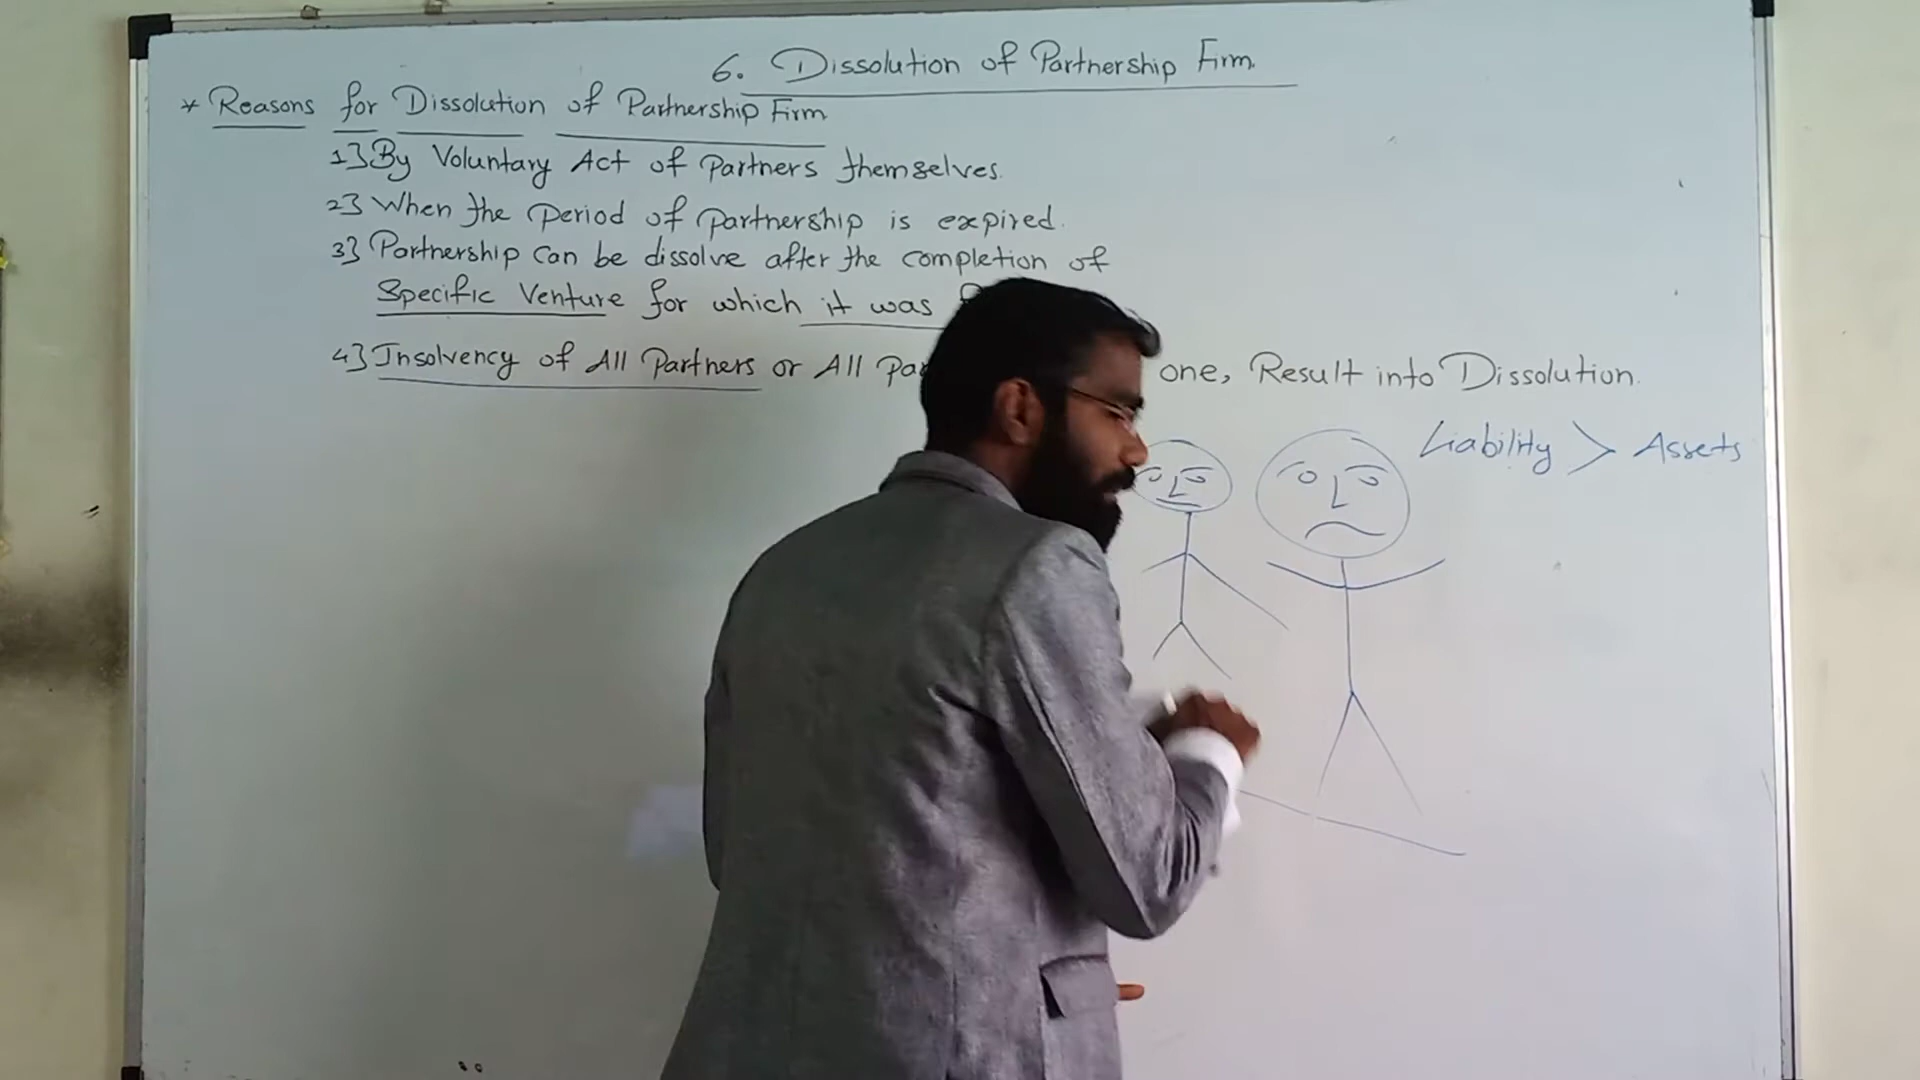 6. Dissolution of Partnership Firm.
* Reasons for Dissolution of Partnership Firm
1] By Voluntary Act of Partners themselves.
2] When the Period of Partnership is expired.
3] Partnership can be dissolve after the completion of
Specific Venture for which it was
4] Insolvency of All Partners or All one, Result into Dissolution.
Liability > Assets